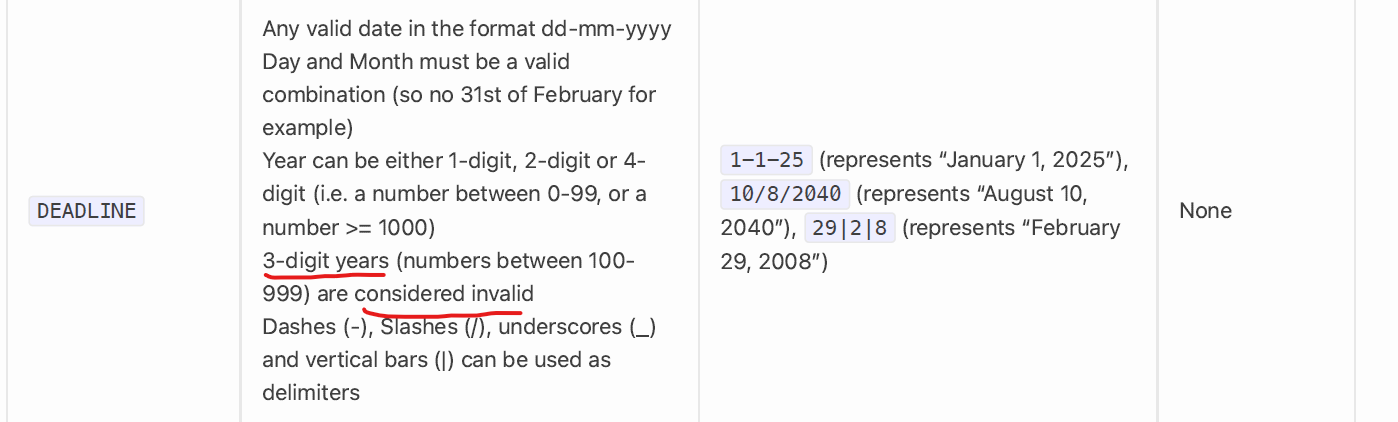 DEADLINE
Any valid date in the format dd-mm-yyyy
Day and Month must be a valid
combination (so no 31st of February for
example)
Year can be either 1-digit, 2-digit or 4-
digit (i.e. a number between 0-99, or a
number >= 1000)
3-digit years (numbers between 100-
999) are considered invalid
Dashes (-), Slashes (/), underscores (_)
and vertical bars (|) can be used as
delimiters
1-1-25 (represents “January 1, 2025”),
10/8/2040 (represents “August 10,
2040”), 29|2|8 (represents “February
29, 2008”)
None